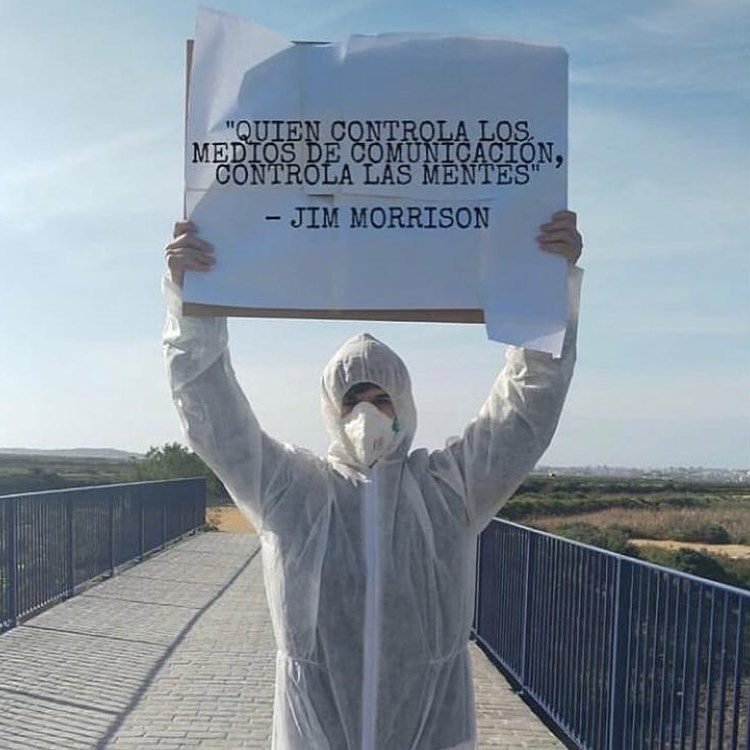 "QUIEN CONTROLA LOS
MEDIOS DE COMUNICACIÓN,
CONTROLA LAS MENTES"
- JIM MORRISON